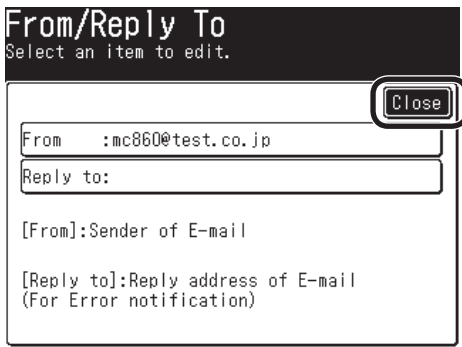 From/Reply To
Select an item to edit.
Close
From :mc860@test.co.jp
Reply to:
[From]:Sender of E-mail
[Reply to]:Reply address of E-mail
(For Error notification)